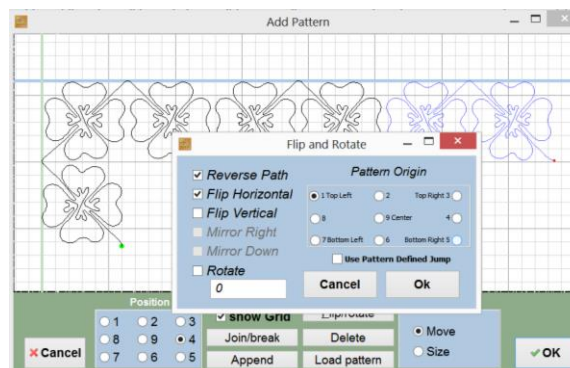 Add Pattern
Flip and Rotate
Reverse Path
Flip Horizontal
Flip Vertical
Mirror Right
Mirror Down
Rotate
0
Pattern Origin
1 Top Left 2 Top Right 3
8 9 Center 4
7 Bottom Left 6 Bottom Right 5
Use Pattern Defined Jump
Cancel Ok
Position
1 2 3
8 9 4
7 6 5
Show Grid Flip/rotate
Join/break Delete
Append Load pattern
Move
Size
Cancel
OK